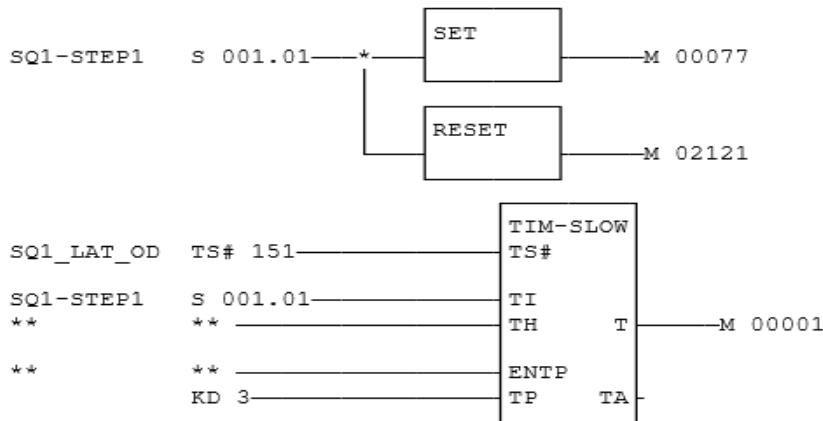 SET
SQ1-STEP1 S 001.01 * M 00077
RESET
M 02121
TIM-SLOW
SQ1_LAT_OD TS# 151 TS#
SQ1-STEP1 S 001.01 TI
** ** TH T M 00001
** ** ENTP
KD 3 TP TA